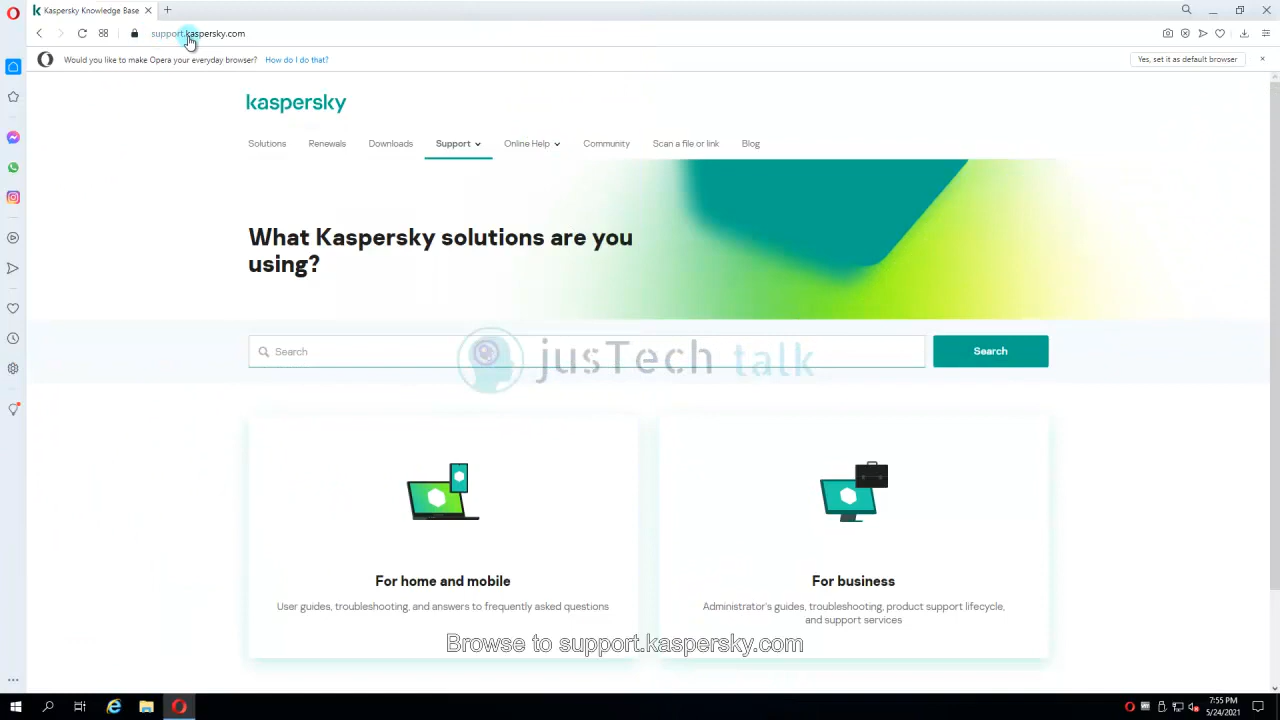 Kaspersky Knowledge Base
support.kaspersky.com
Would you like to make Opera your everyday browser? How do I do that? Yes, set it as default browser
kaspersky
Solutions Renewals Downloads Support Online Help Community Scan a file or link Blog
What Kaspersky solutions are you
using?
Search Search
jusTech talk
For home and mobile
User guides, troubleshooting, and answers to frequently asked questions
For business
Administrator's guides, troubleshooting, product support lifecycle,
and support services
Browse to support.kaspersky.com
7:55 PM
5/24/2021